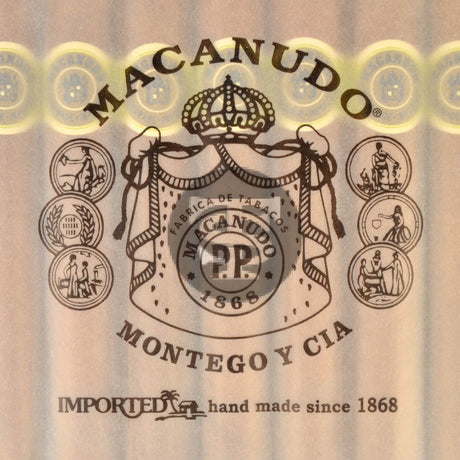 MACANUDO®
FABRICA DE TABACOS
MACANUDO
1868
MONTEGO Y CIA
IMPORTED hand made since 1868